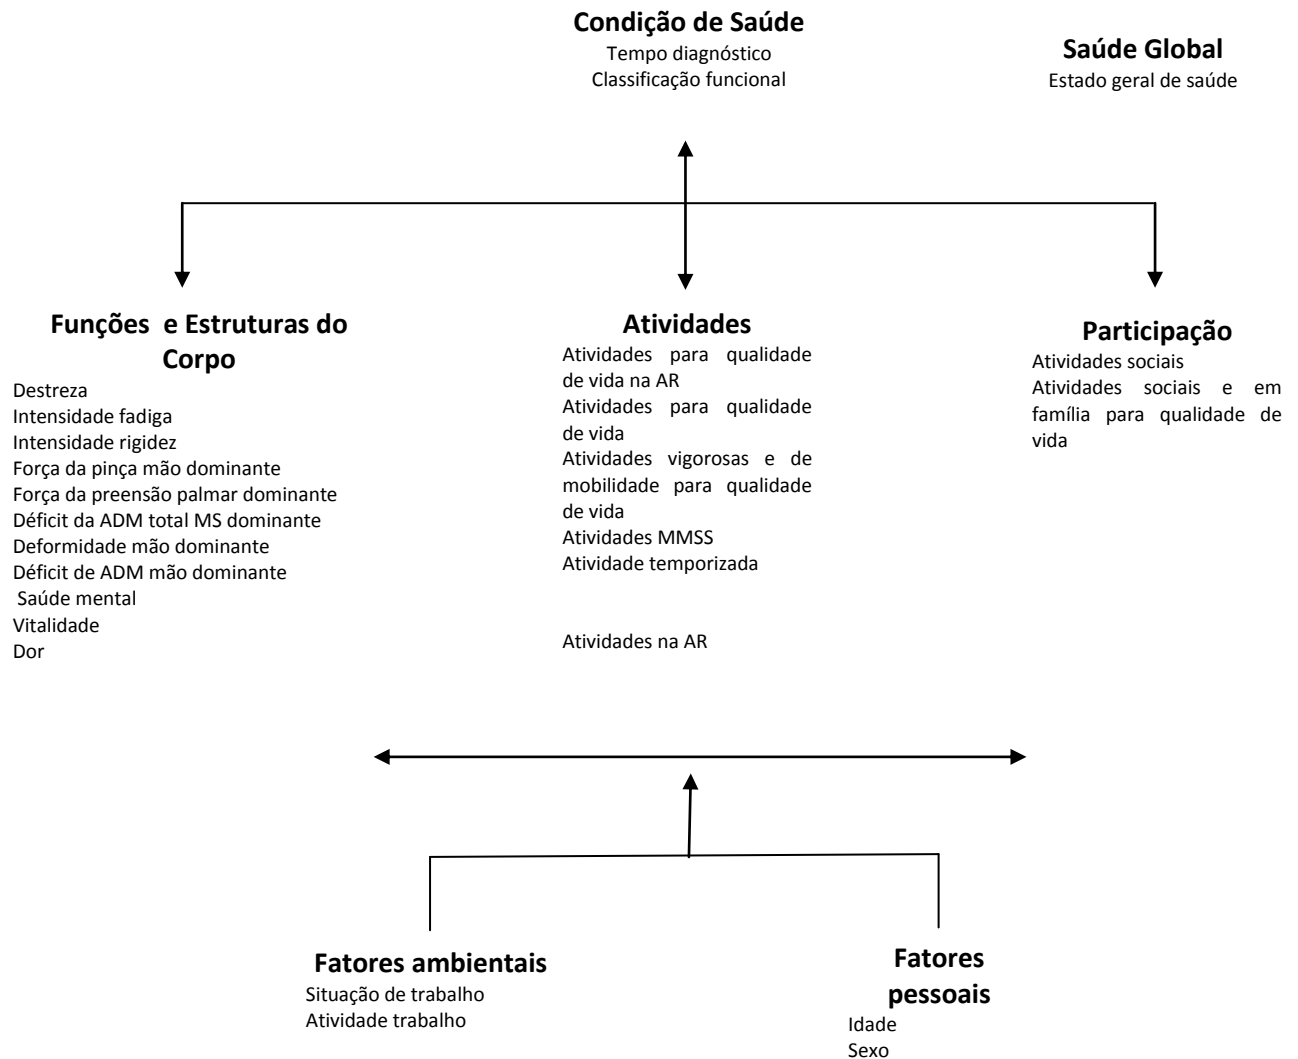 Condição de Saúde
Tempo diagnóstico
Classificação funcional
Saúde Global
Estado geral de saúde
Funções e Estruturas do
Corpo
Destreza
Intensidade fadiga
Intensidade rigidez
Força da pinça mão dominante
Força da preensão palmar dominante
Déficit da ADM total MS dominante
Deformidade mão dominante
Déficit de ADM mão dominante
Saúde mental
Vitalidade
Dor
Atividades
Atividades para qualidade
de vida na AR
Atividades para qualidade
de vida
Atividades vigorosas e de
mobilidade para qualidade
de vida
Atividades MMSS
Atividade temporizada
Atividades na AR
Participação
Atividades sociais
Atividades sociais e em
família para qualidade de
vida
Fatores ambientais
Situação de trabalho
Atividade trabalho
Fatores
pessoais
Idade
Sexo